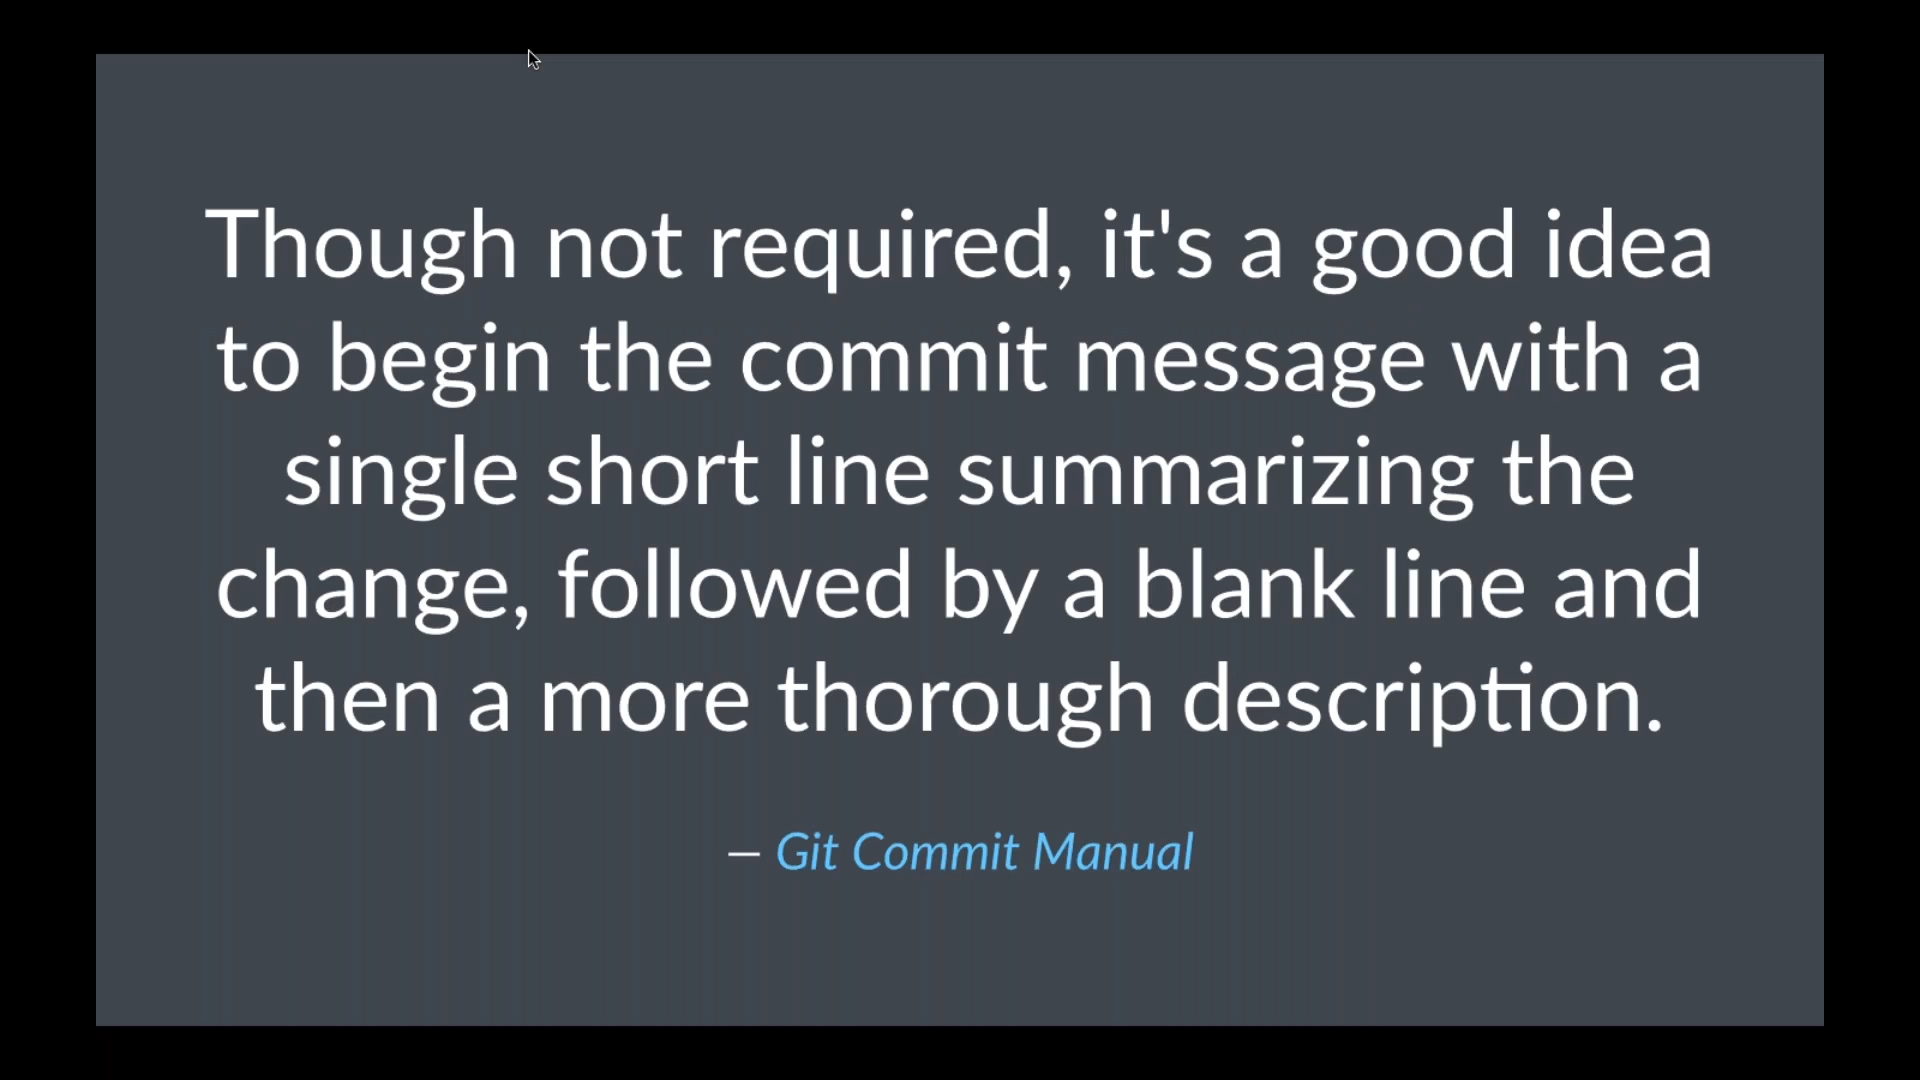 Though not required, it's a good idea
to begin the commit message with a
single short line summarizing the
change, followed by a blank line and
then a more thorough description.
— Git Commit Manual